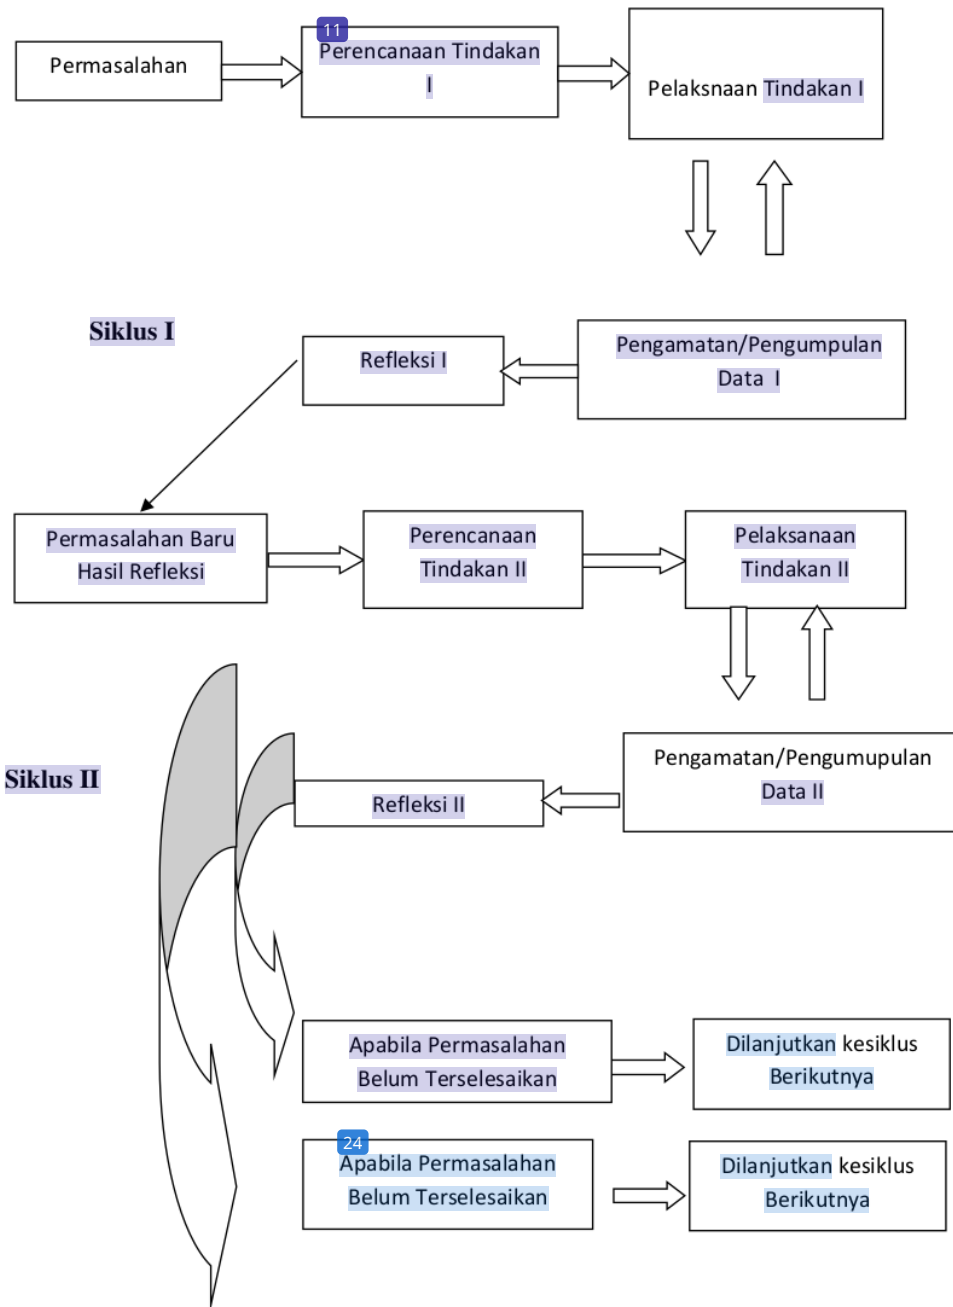 11
Permasalahan
Perencanaan Tindakan
I
Pelaksnaan Tindakan I
Siklus I
Refleksi I
Pengamatan/Pengumpulan
Data I
Permasalahan Baru
Hasil Refleksi
Perencanaan
Tindakan II
Pelaksanaan
Tindakan II
Siklus II
Refleksi II
Pengamatan/Pengumupulan
Data II
Apabila Permasalahan
Belum Terselesaikan
Dilanjutkan kesiklus
Berikutnya
24
Apabila Permasalahan
Belum Terselesaikan
Dilanjutkan kesiklus
Berikutnya